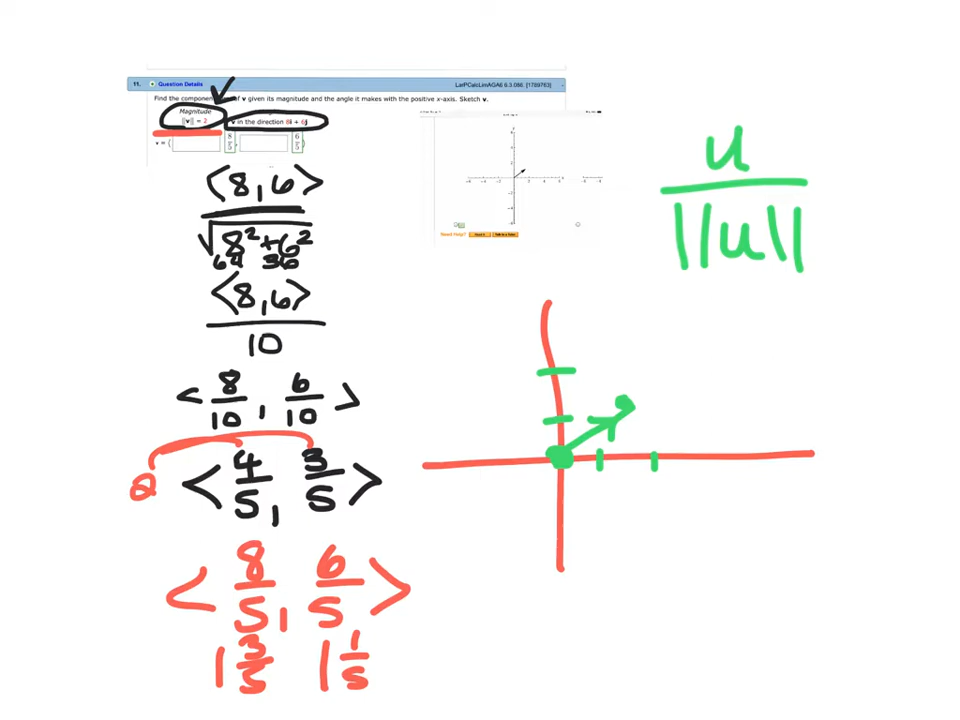 11. Question Details LarPCalcLimAGA6 6.3.086. [1789763]
Find the component of v given its magnitude and the angle it makes with the positive x-axis. Sketch v.
Magnitude
||v|| = 2 v in the direction 8i + 6j
v = ( 8/5, 6/5 )
<8, 6>
√8² + 6²
64 36
<8, 6>
10
< 8/10, 6/10 >
2 < 4/5, 3/5 >
< 8/5, 6/5 >
1 3/5 1 1/5
Need Help?
u
||u||